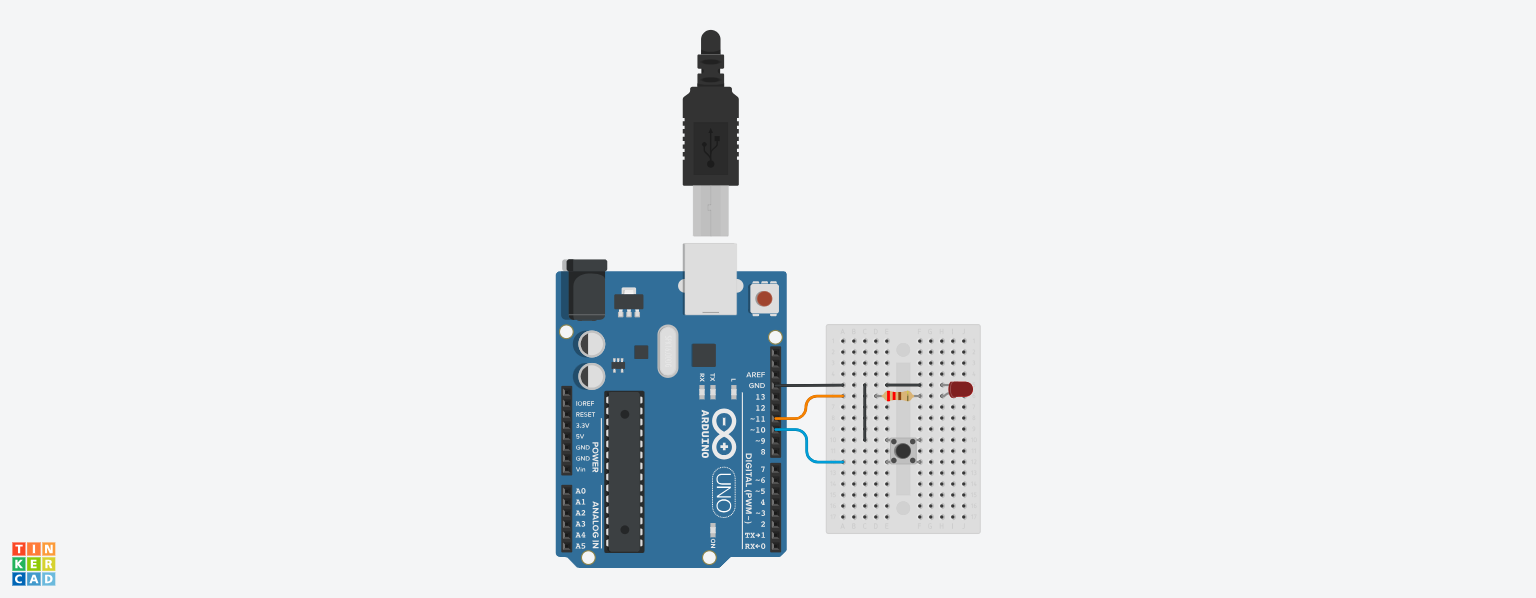 AREF
GND
13
12
~11
~10
~9
8
7
~6
~5
4
~3
2
TX→1
RX←0
IOREF
RESET
3.3V
5V
GND
GND
Vin
A0
A1
A2
A3
A4
A5
POWER
ANALOG IN
RX
TX
L
ARDUINO
UNO
DIGITAL (PWM~)
ON
TIN
KER
CAD